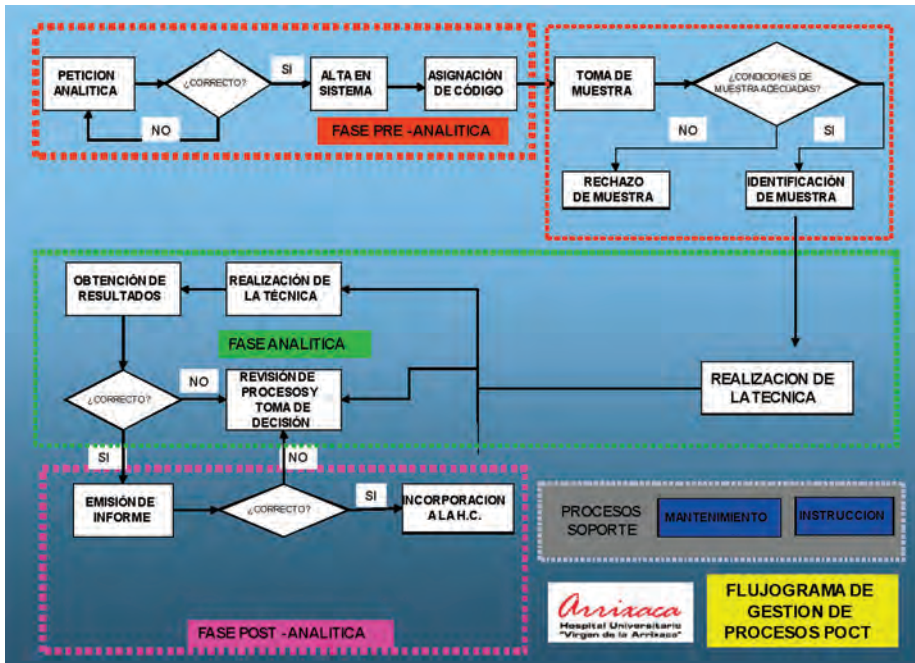 PETICION
ANALITICA
¿CORRECTO?
SI
NO
ALTA EN
SISTEMA
ASIGNACIÓN
DE CÓDIGO
FASE PRE -ANALITICA
TOMA DE
MUESTRA
¿CONDICIONES DE
MUESTRA ADECUADAS?
NO
SI
RECHAZO
DE MUESTRA
IDENTIFICACIÓN
DE MUESTRA
OBTENCIÓN DE
RESULTADOS
REALIZACIÓN DE
LA TÉCNICA
FASE ANALITICA
¿CORRECTO?
NO
REVISIÓN DE
PROCESOS Y
TOMA DE
DECISIÓN
REALIZACION DE
LA TECNICA
SI
NO
EMISIÓN DE
INFORME
¿CORRECTO?
SI
INCORPORACION
A LA H.C.
FASE POST -ANALITICA
PROCESOS
SOPORTE
MANTENIMIENTO
INSTRUCCIÓN
Arrixaca
Hospital Universitario
"Virgen de la Arrixaca"
FLUJOGRAMA DE
GESTION DE
PROCESOS POCT